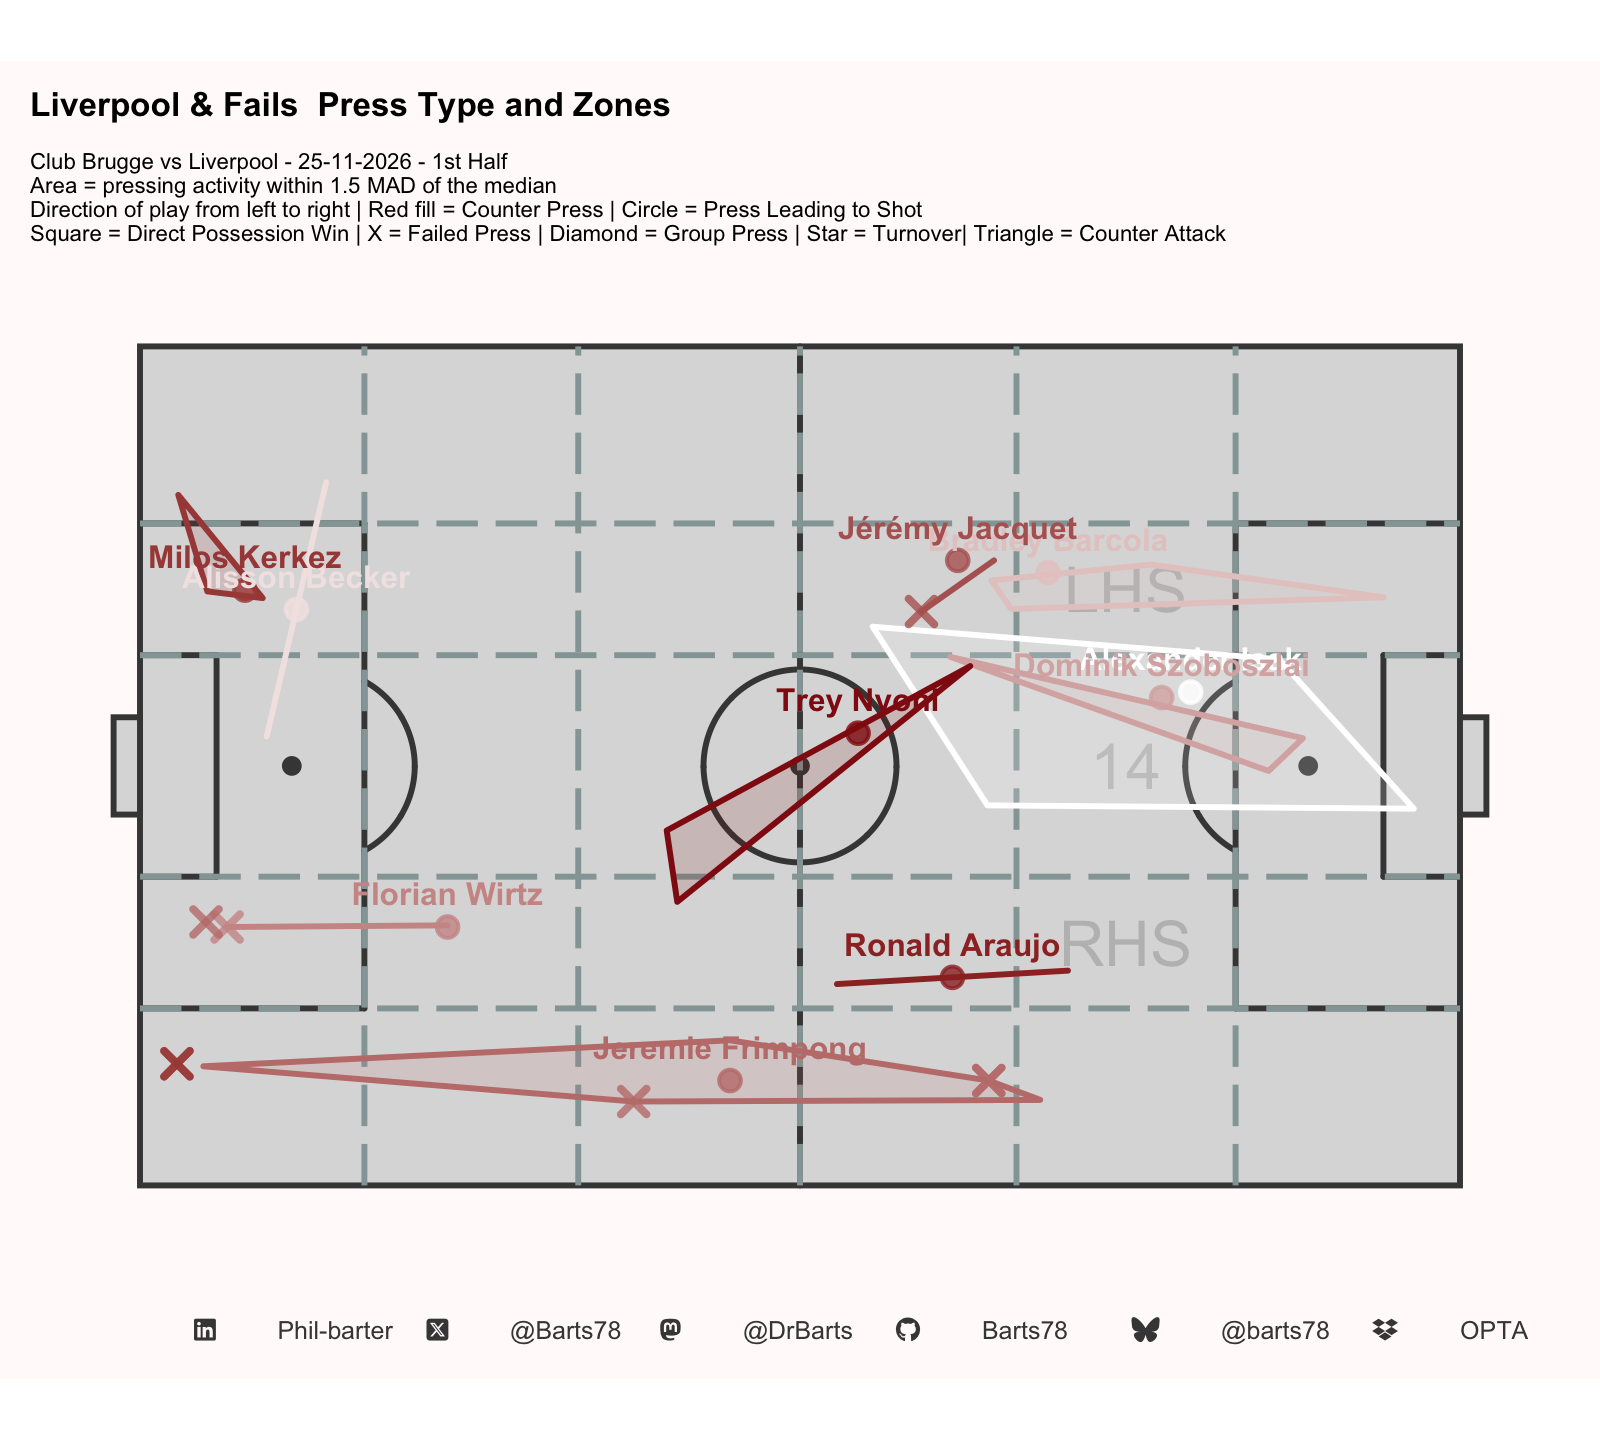 Liverpool & Fails  Press Type and Zones
Club Brugge vs Liverpool - 25-11-2026 - 1st Half
Area = pressing activity within 1.5 MAD of the median
Direction of play from left to right | Red fill = Counter Press | Circle = Press Leading to Shot
Square = Direct Possession Win | X = Failed Press | Diamond = Group Press | Star = Turnover| Triangle = Counter Attack
Jérémy Jacquet
Bradley Barcola
Milos Kerkez
Alisson Becker
LHS
Dominik Szoboszlai
Trey Nyoni
14
Florian Wirtz
Ronald Araujo
RHS
Jeremie Frimpong
Phil-barter
@Barts78
@DrBarts
Barts78
@barts78
OPTA